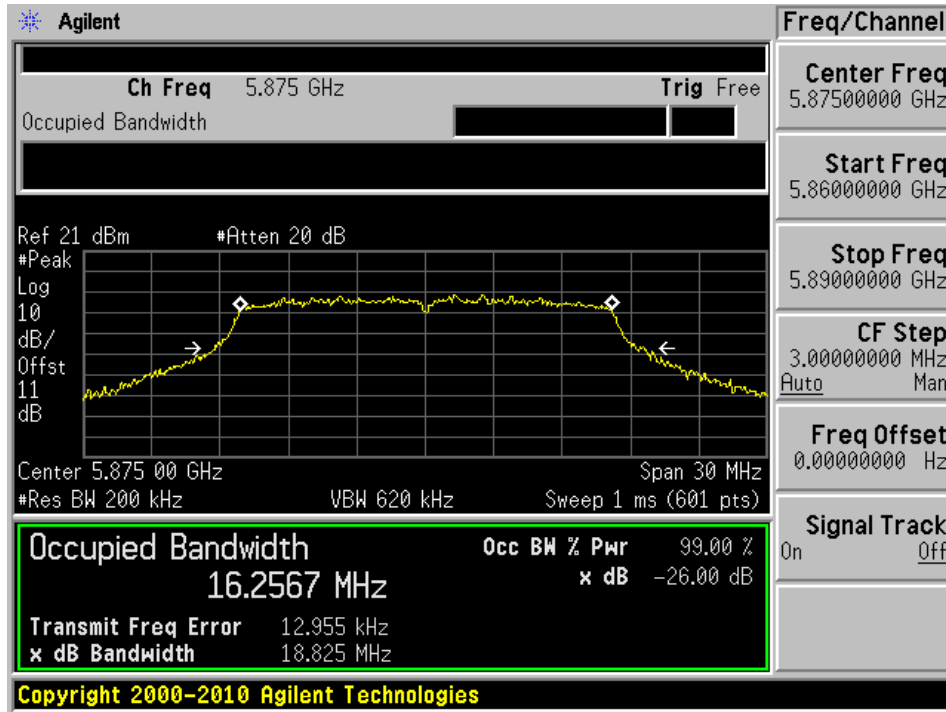 Agilent
Freq/Channel
Ch Freq 5.875 GHz Trig Free
Occupied Bandwidth
Center Freq
5.87500000 GHz
Start Freq
5.86000000 GHz
Stop Freq
5.89000000 GHz
CF Step
3.00000000 MHz
Auto Man
Freq Offset
0.00000000 Hz
Signal Track
On Off
Ref 21 dBm #Atten 20 dB
#Peak
Log
10
dB/
Offst
11
dB
Center 5.875 00 GHz Span 30 MHz
#Res BW 200 kHz VBW 620 kHz Sweep 1 ms (601 pts)
Occupied Bandwidth Occ BW % Pwr 99.00 %
16.2567 MHz x dB -26.00 dB
Transmit Freq Error 12.955 kHz
x dB Bandwidth 18.825 MHz
Copyright 2000-2010 Agilent Technologies